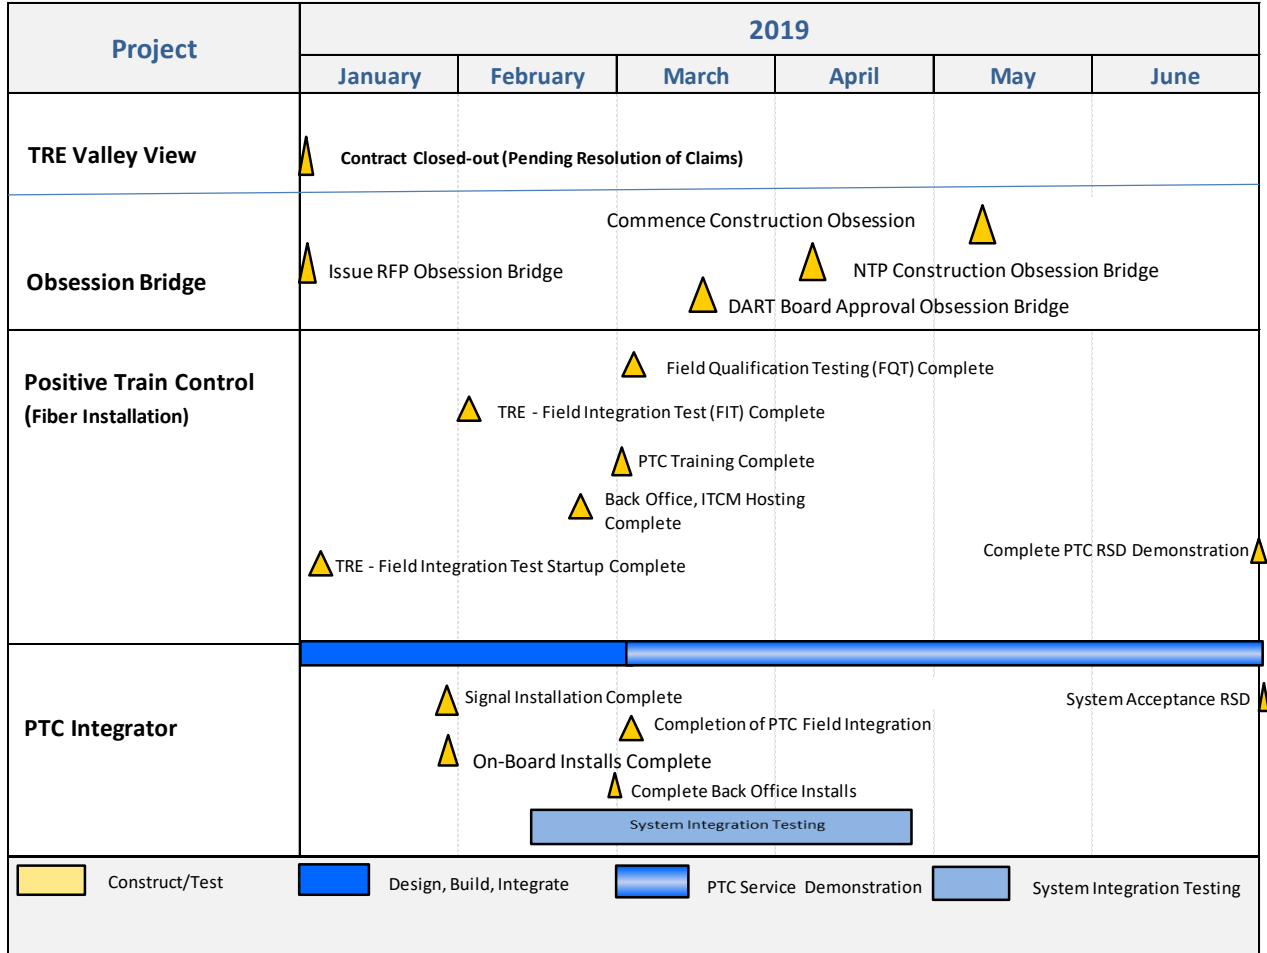 Project
2019
January February March April May June
TRE Valley View
Contract Closed-out (Pending Resolution of Claims)
Commence Construction Obsession
Obsession Bridge
Issue RFP Obsession Bridge
NTP Construction Obsession Bridge
DART Board Approval Obsession Bridge
Positive Train Control
(Fiber Installation)
Field Qualification Testing (FQT) Complete
TRE - Field Integration Test (FIT) Complete
PTC Training Complete
Back Office, ITCM Hosting
Complete
Complete PTC RSD Demonstration
TRE - Field Integration Test Startup Complete
PTC Integrator
Signal Installation Complete
System Acceptance RSD
Completion of PTC Field Integration
On-Board Installs Complete
Complete Back Office Installs
System Integration Testing
Construct/Test
Design, Build, Integrate
PTC Service Demonstration
System Integration Testing